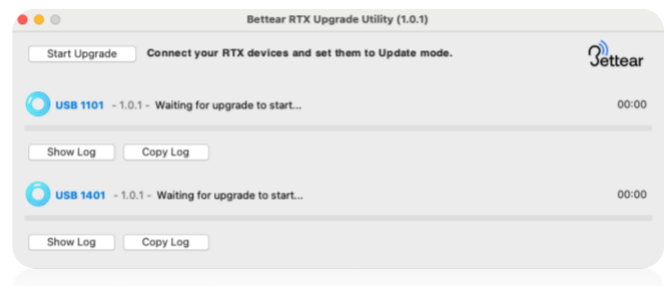 Bettear RTX Upgrade Utility (1.0.1)
Start Upgrade Connect your RTX devices and set them to Update mode. Bettear
USB 1101 - 1.0.1 - Waiting for upgrade to start... 00:00
Show Log Copy Log
USB 1401 - 1.0.1 - Waiting for upgrade to start... 00:00
Show Log Copy Log